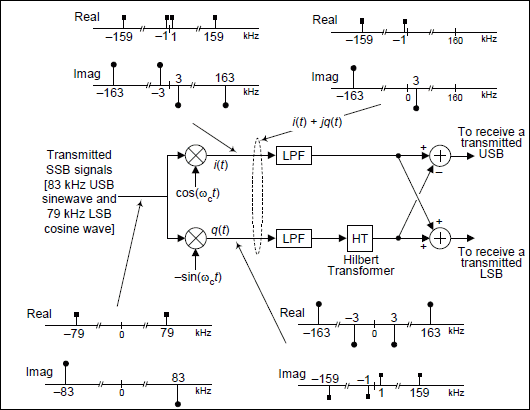 Real
−159
−1
1
159
kHz
Imag
−163
−3
3
163
kHz
Real
−159
−1
160
kHz
Imag
−163
0
3
160
kHz
i(t) + jq(t)
Transmitted
SSB signals
[83 kHz USB
sinewave and
79 kHz LSB
cosine wave]
i(t)
cos(ωct)
q(t)
−sin(ωct)
LPF
LPF
HT
Hilbert
Transformer
+
−
+
+
To receive a
transmitted
USB
To receive a
transmitted
LSB
Real
−79
0
79
kHz
Imag
−83
0
83
kHz
Real
−163
−3
0
3
163
kHz
Imag
−159
−1
1
159
kHz